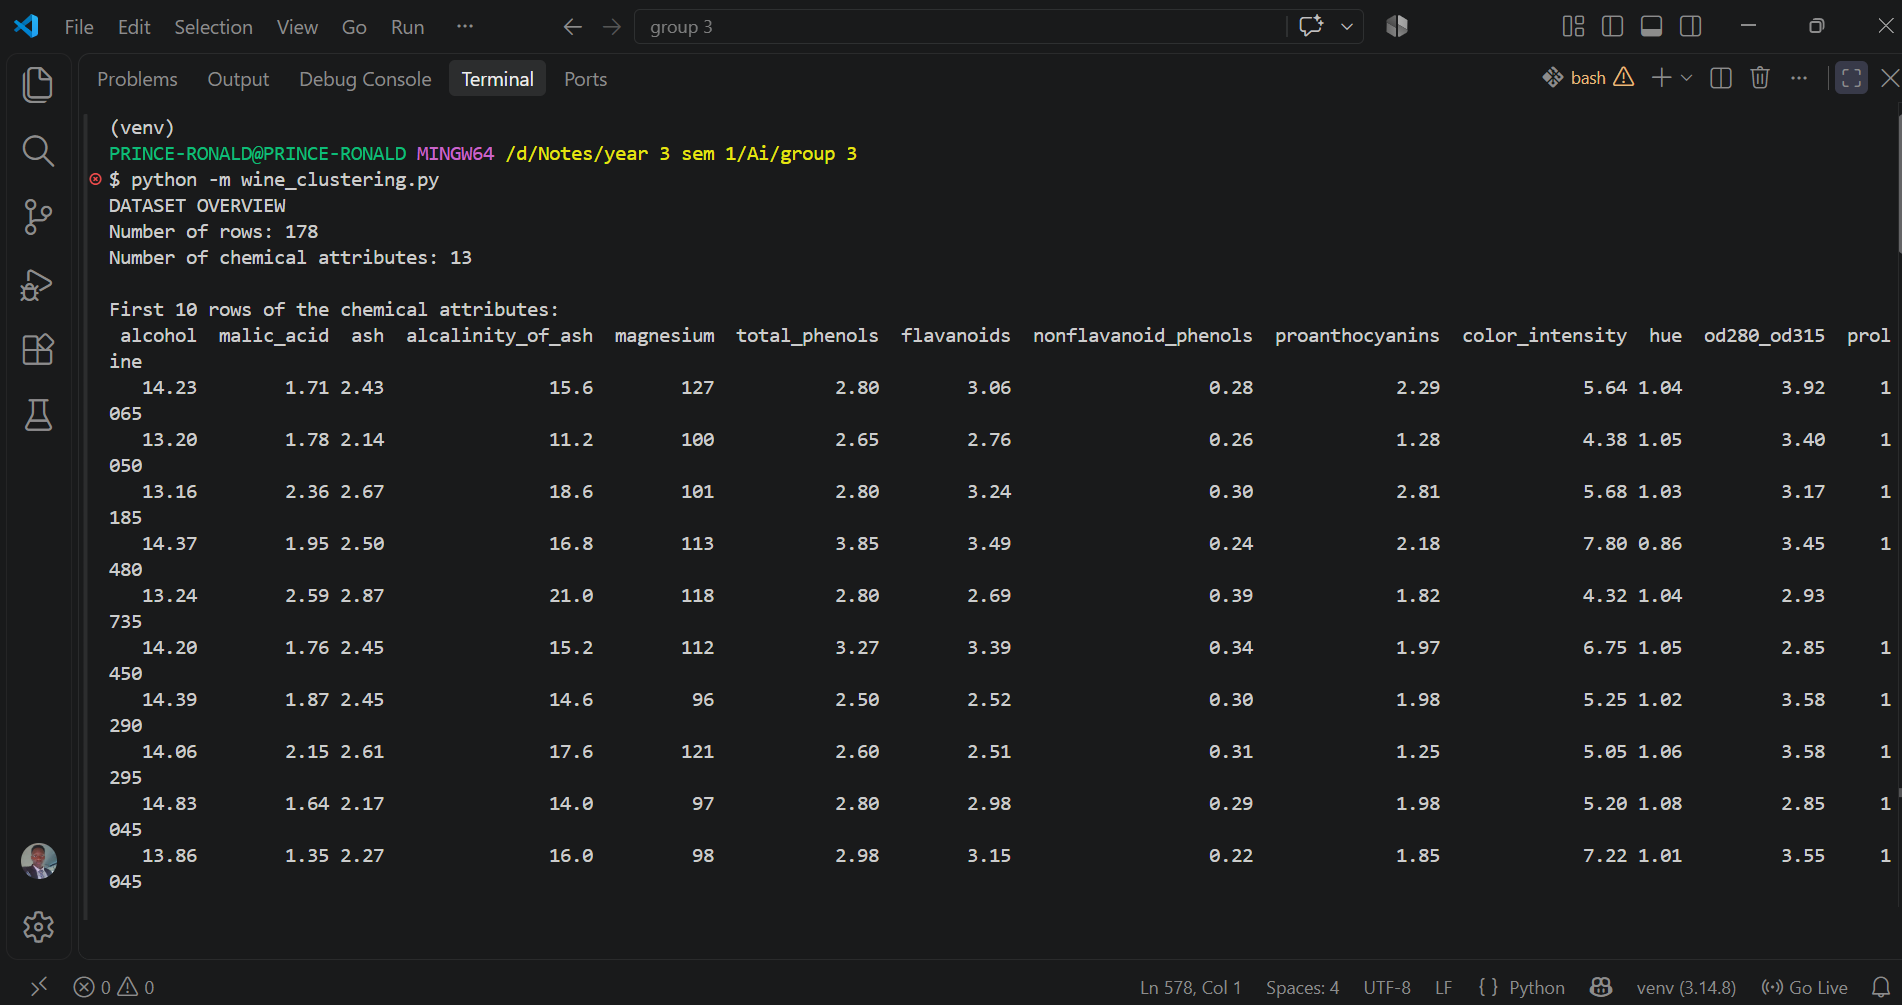 File Edit Selection View Go Run ··· group 3
Problems Output Debug Console Terminal Ports bash
(venv)
PRINCE-RONALD@PRINCE-RONALD MINGW64 /d/Notes/year 3 sem 1/Ai/group 3
$ python -m wine_clustering.py
DATASET OVERVIEW
Number of rows: 178
Number of chemical attributes: 13
First 10 rows of the chemical attributes:
alcohol malic_acid ash alcalinity_of_ash magnesium total_phenols flavanoids nonflavanoid_phenols proanthocyanins color_intensity hue od280_od315 prol
ine
14.23 1.71 2.43 15.6 127 2.80 3.06 0.28 2.29 5.64 1.04 3.92 1
065
13.20 1.78 2.14 11.2 100 2.65 2.76 0.26 1.28 4.38 1.05 3.40 1
050
13.16 2.36 2.67 18.6 101 2.80 3.24 0.30 2.81 5.68 1.03 3.17 1
185
14.37 1.95 2.50 16.8 113 3.85 3.49 0.24 2.18 7.80 0.86 3.45 1
480
13.24 2.59 2.87 21.0 118 2.80 2.69 0.39 1.82 4.32 1.04 2.93
735
14.20 1.76 2.45 15.2 112 3.27 3.39 0.34 1.97 6.75 1.05 2.85 1
450
14.39 1.87 2.45 14.6 96 2.50 2.52 0.30 1.98 5.25 1.02 3.58 1
290
14.06 2.15 2.61 17.6 121 2.60 2.51 0.31 1.25 5.05 1.06 3.58 1
295
14.83 1.64 2.17 14.0 97 2.80 2.98 0.29 1.98 5.20 1.08 2.85 1
045
13.86 1.35 2.27 16.0 98 2.98 3.15 0.22 1.85 7.22 1.01 3.55 1
045
0 0 Ln 578, Col 1 Spaces: 4 UTF-8 LF { } Python venv (3.14.8) Go Live